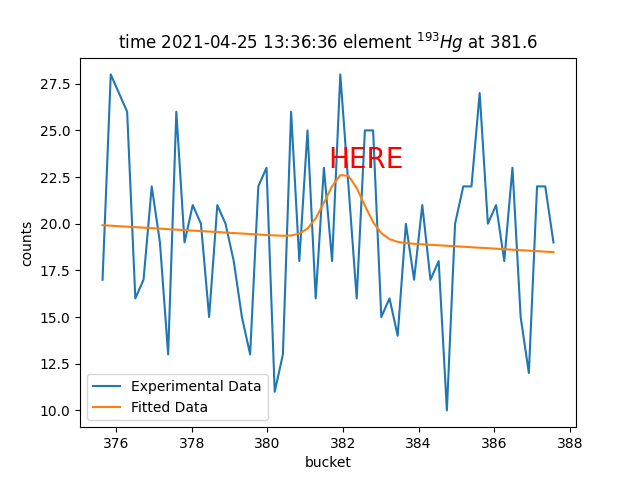 time 2021-04-25 13:36:36 element ¹⁹³Hg at 381.6
27.5
25.0
22.5
20.0
17.5
15.0
12.5
10.0
counts
HERE
Experimental Data
Fitted Data
376 378 380 382 384 386 388
bucket